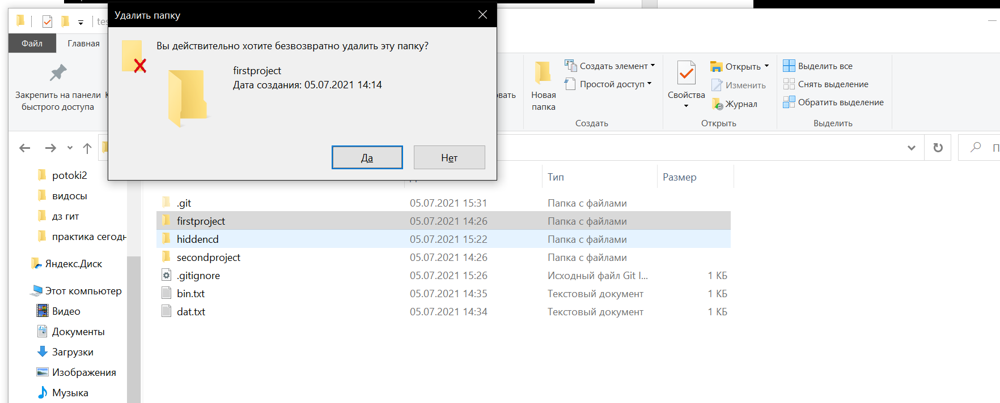 Удалить папку
Вы действительно хотите безвозвратно удалить эту папку?
firstproject
Дата создания: 05.07.2021 14:14
Да
Нет
Файл
Главная
Закрепить на панели
быстрого доступа
Новая
папка
Создать элемент
Простой доступ
Создать
Свойства
Открыть
Изменить
Журнал
Открыть
Выделить все
Снять выделение
Обратить выделение
Выделить
Тип
Размер
potoki2
видосы
дз гит
практика сегодн
Яндекс.Диск
Этот компьютер
Видео
Документы
Загрузки
Изображения
Музыка
.git 05.07.2021 15:31 Папка с файлами
firstproject 05.07.2021 14:26 Папка с файлами
hiddencd 05.07.2021 15:22 Папка с файлами
secondproject 05.07.2021 14:26 Папка с файлами
.gitignore 05.07.2021 15:26 Исходный файл Git I... 1 КБ
bin.txt 05.07.2021 14:35 Текстовый документ 1 КБ
dat.txt 05.07.2021 14:34 Текстовый документ 1 КБ